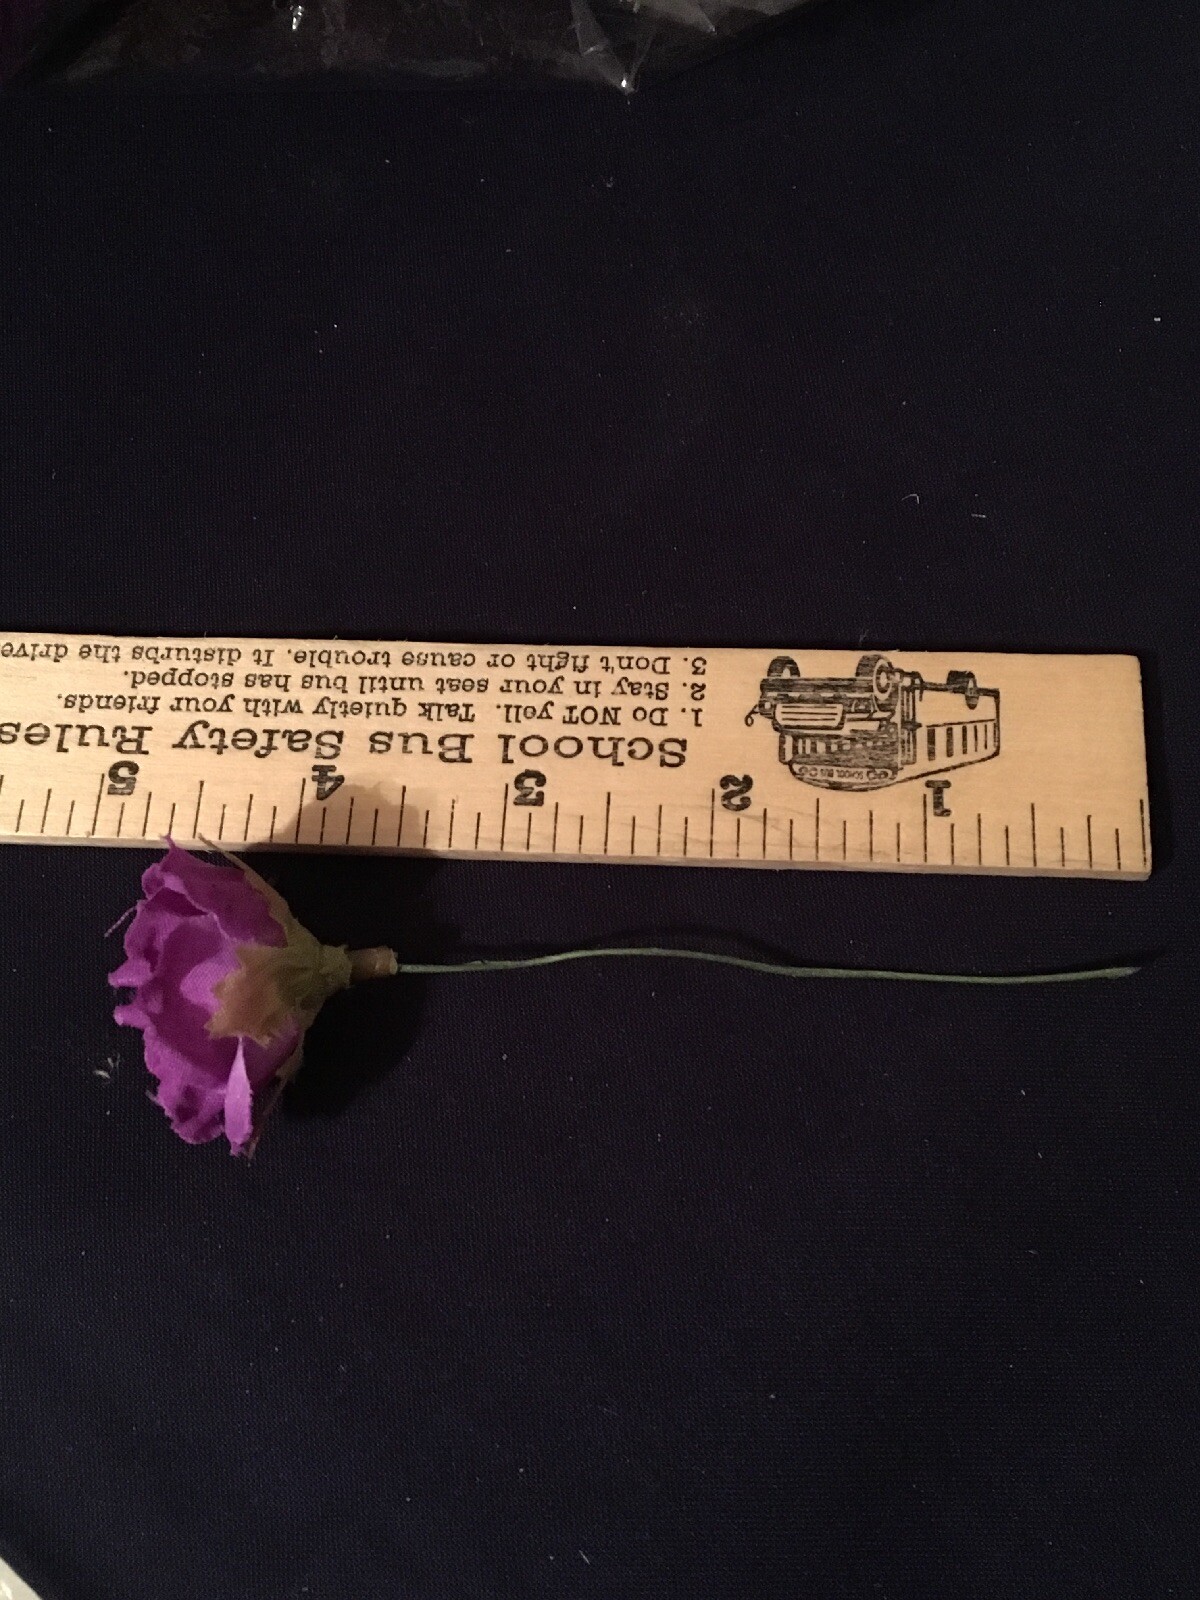 1 2 3 4 5
School Bus Safety Rules
1. Do NOT yell. Talk quietly with your friends.
2. Stay in your seat until bus has stopped.
3. Don't fight or cause trouble. It disturbs the drive